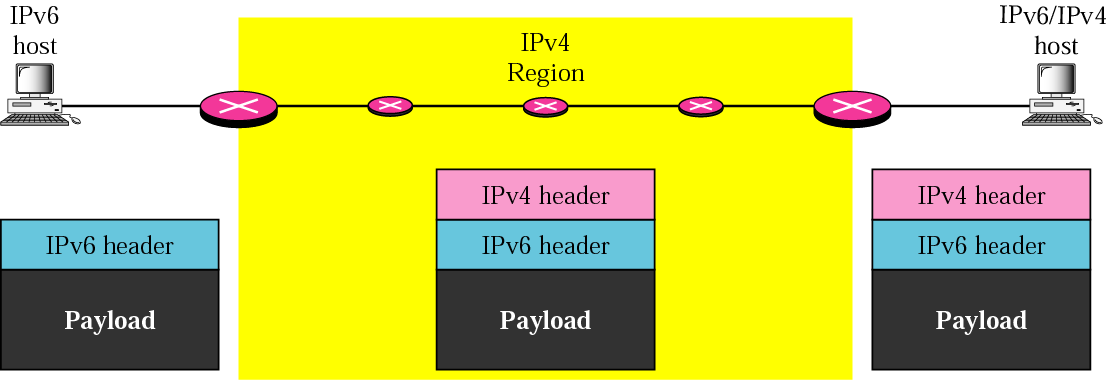 IPv6
host
IPv4
Region
IPv6/IPv4
host
IPv6 header
Payload
IPv4 header
IPv6 header
Payload
IPv4 header
IPv6 header
Payload